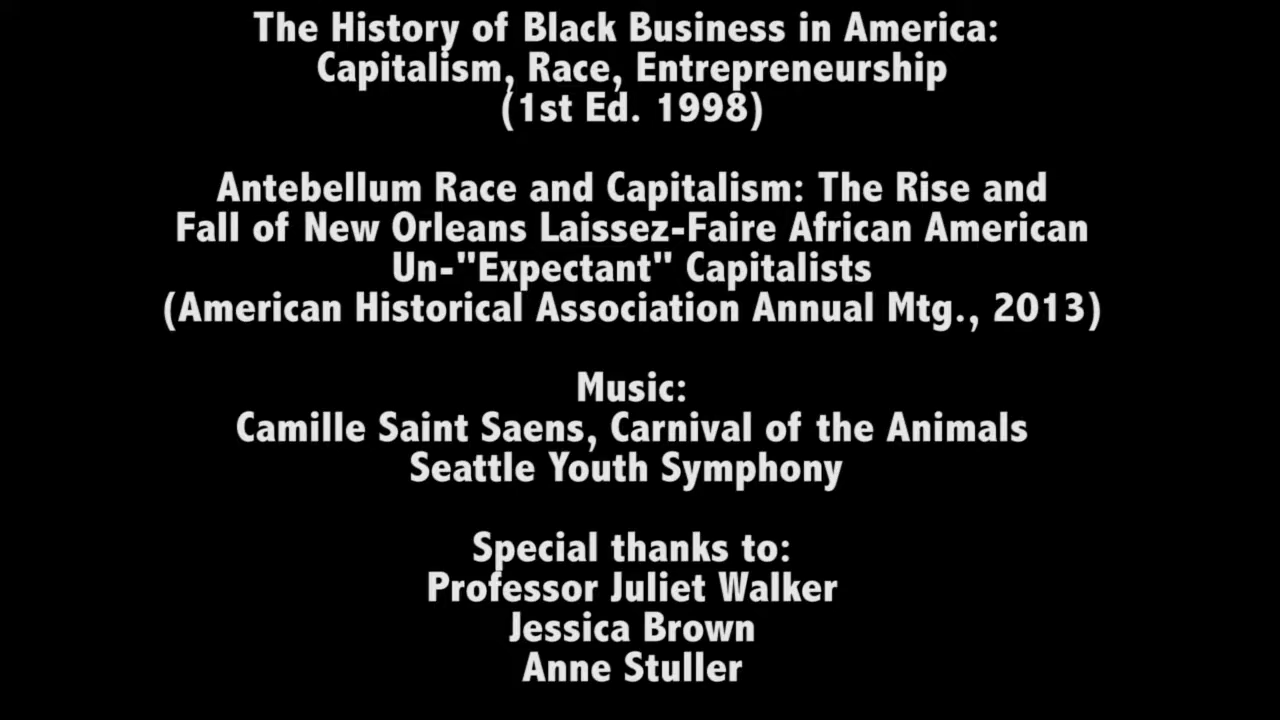 The History of Black Business in America:
Capitalism, Race, Entrepreneurship
(1st Ed. 1998)
Antebellum Race and Capitalism: The Rise and
Fall of New Orleans Laissez-Faire African American
Un-"Expectant" Capitalists
(American Historical Association Annual Mtg., 2013)
Music:
Camille Saint Saens, Carnival of the Animals
Seattle Youth Symphony
Special thanks to:
Professor Juliet Walker
Jessica Brown
Anne Stuller